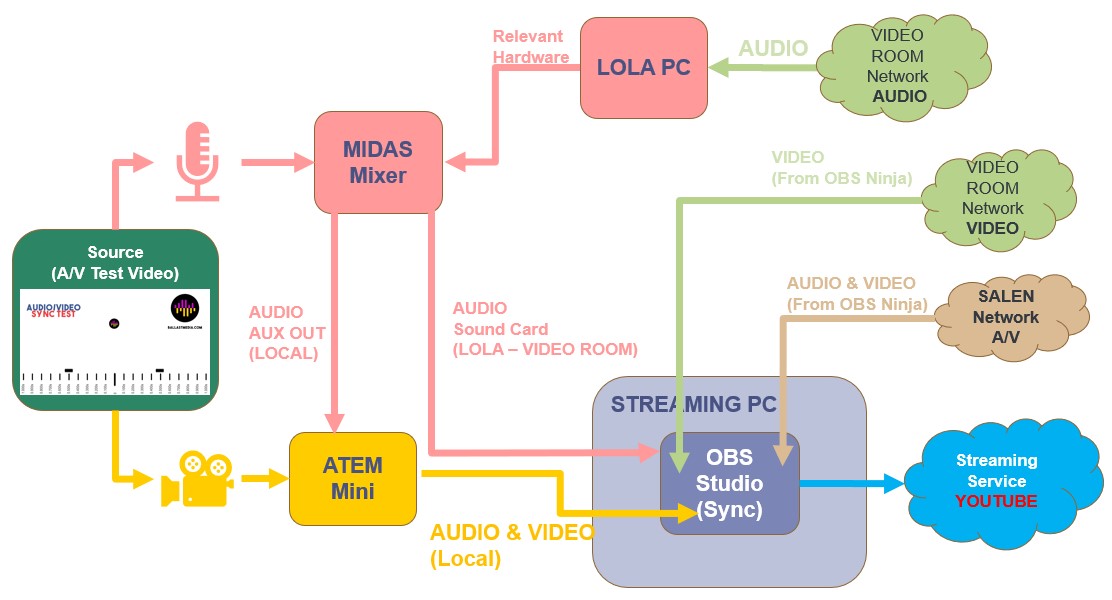 Relevant
Hardware
LOLA PC
AUDIO
VIDEO
ROOM
Network
AUDIO
MIDAS
Mixer
VIDEO
(From OBS Ninja)
VIDEO
ROOM
Network
VIDEO
Source
(A/V Test Video)
AUDIO/VIDEO
SYNC TEST
BALLASTMEDIA.COM
AUDIO
AUX OUT
(LOCAL)
AUDIO
Sound Card
(LOLA – VIDEO ROOM)
AUDIO & VIDEO
(From OBS Ninja)
SALEN
Network
A/V
STREAMING PC
ATEM
Mini
OBS
Studio
(Sync)
AUDIO & VIDEO
(Local)
Streaming
Service
YOUTUBE